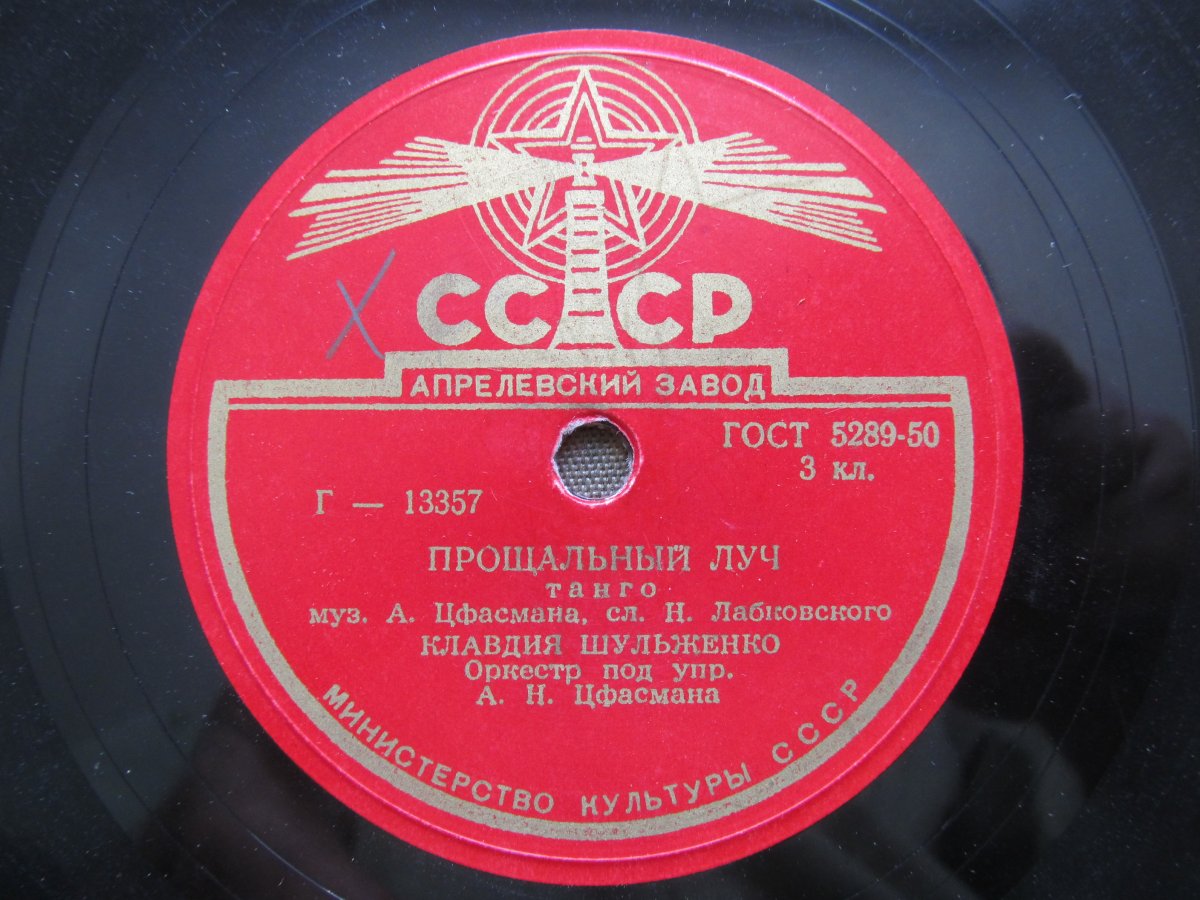 СССР
АПРЕЛЕВСКИЙ ЗАВОД
ГОСТ 5289-50
3 кл.
Г — 13357
ПРОЩАЛЬНЫЙ ЛУЧ
танго
муз. А. Цфасмана, сл. Н. Лабковского
КЛАВДИЯ ШУЛЬЖЕНКО
Оркестр под упр.
А. Н. Цфасмана
МИНИСТЕРСТВО КУЛЬТУРЫ СССР